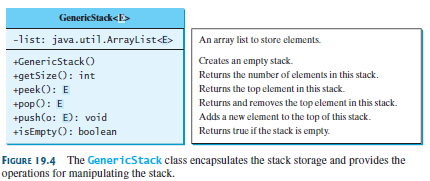 GenericStack<E>
-list: java.util.ArrayList<E>
An array list to store elements.
+GenericStack()
Creates an empty stack.
+getSize(): int
Returns the number of elements in this stack.
+peek(): E
Returns the top element in this stack.
+pop(): E
Returns and removes the top element in this stack.
+push(o: E): void
Adds a new element to the top of this stack.
+isEmpty(): boolean
Returns true if the stack is empty.
FIGURE 19.4 The GenericStack class encapsulates the stack storage and provides the
operations for manipulating the stack.